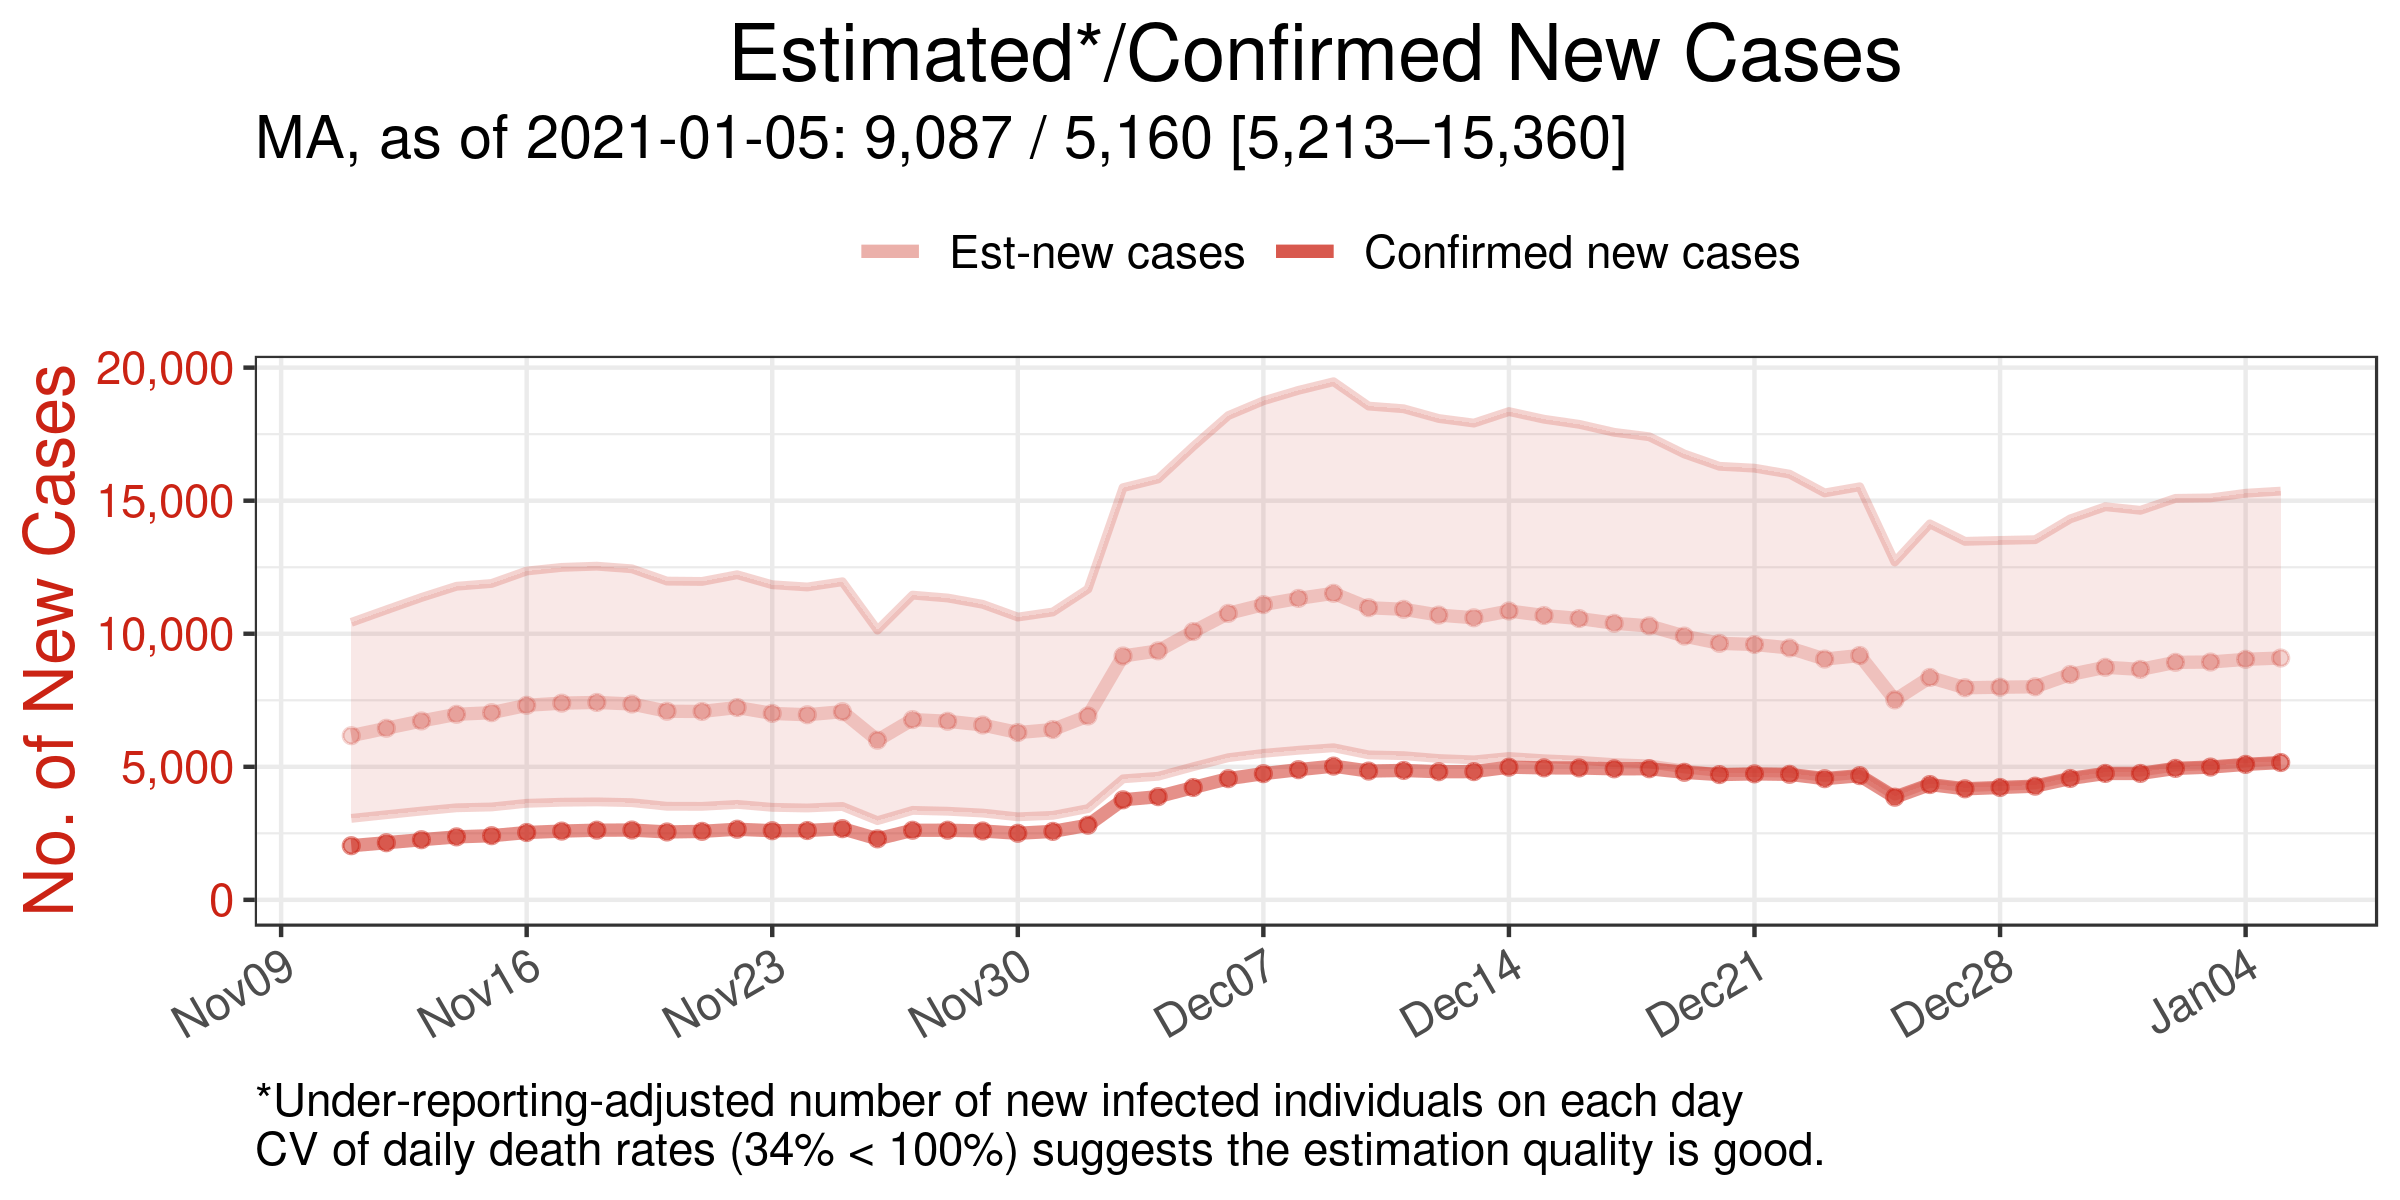 Estimated*/Confirmed New Cases
MA, as of 2021-01-05: 9,087 / 5,160 [5,213–15,360]
Est-new cases
Confirmed new cases
No. of New Cases
20,000
15,000
10,000
5,000
0
Nov09
Nov16
Nov23
Nov30
Dec07
Dec14
Dec21
Dec28
Jan04
*Under-reporting-adjusted number of new infected individuals on each day
CV of daily death rates (34% < 100%) suggests the estimation quality is good.